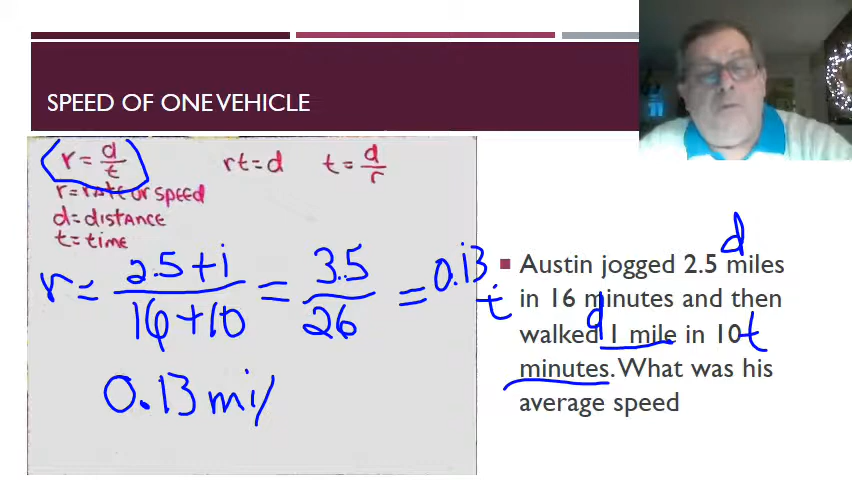 SPEED OF ONE VEHICLE
r = d/t rt = d t = d/r
r = rate or speed
d = distance
t = time
r = 2.5+1/16+10 = 3.5/26 = 0.13
0.13 mi/
d
Austin jogged 2.5 miles
t
in 16 minutes and then
d
walked 1 mile in 10 t
minutes. What was his
average speed